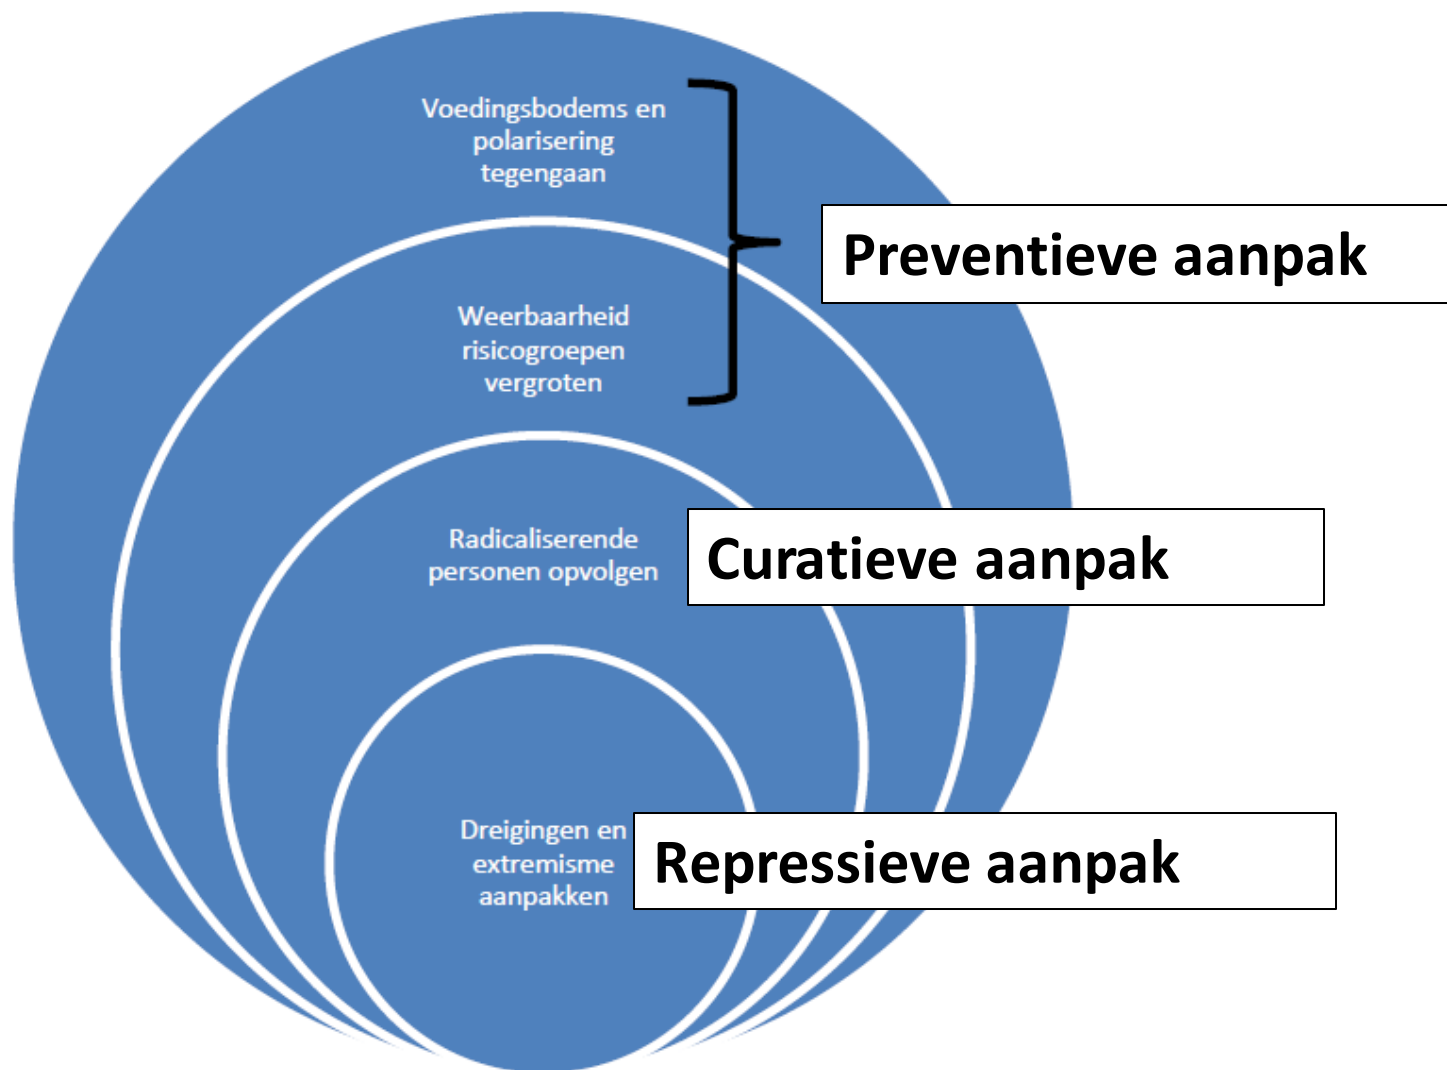 Voedingsbodems en
polarisering
tegengaan
Preventieve aanpak
Weerbaarheid
risicogroepen
vergroten
Radicaliserende
personen opvolgen
Curatieve aanpak
Dreigingen en
extremisme
aanpakken
Repressieve aanpak